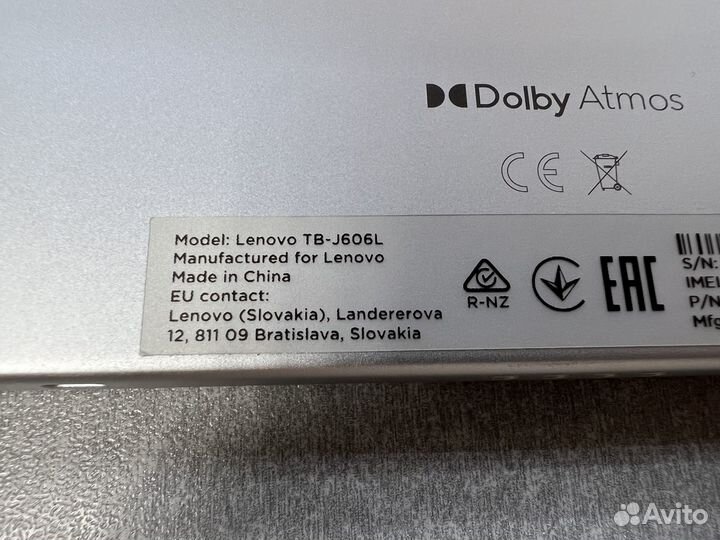 Dolby Atmos
CE
Model: Lenovo TB-J606L
Manufactured for Lenovo
Made in China
EU contact:
Lenovo (Slovakia), Landererova
12, 811 09 Bratislava, Slovakia
R-NZ
EAC
S/N:
IMEI
P/N
Mfg
Avito